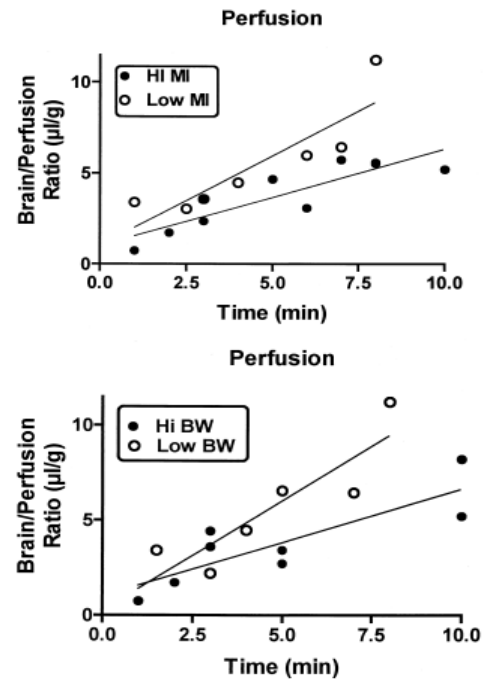 Perfusion
Brain/Perfusion
Ratio (µl/g)
10
5
0
HI MI
Low MI
0.0 2.5 5.0 7.5 10.0
Time (min)
Perfusion
Brain/Perfusion
Ratio (µl/g)
10
5
0
Hi BW
Low BW
0.0 2.5 5.0 7.5 10.0
Time (min)